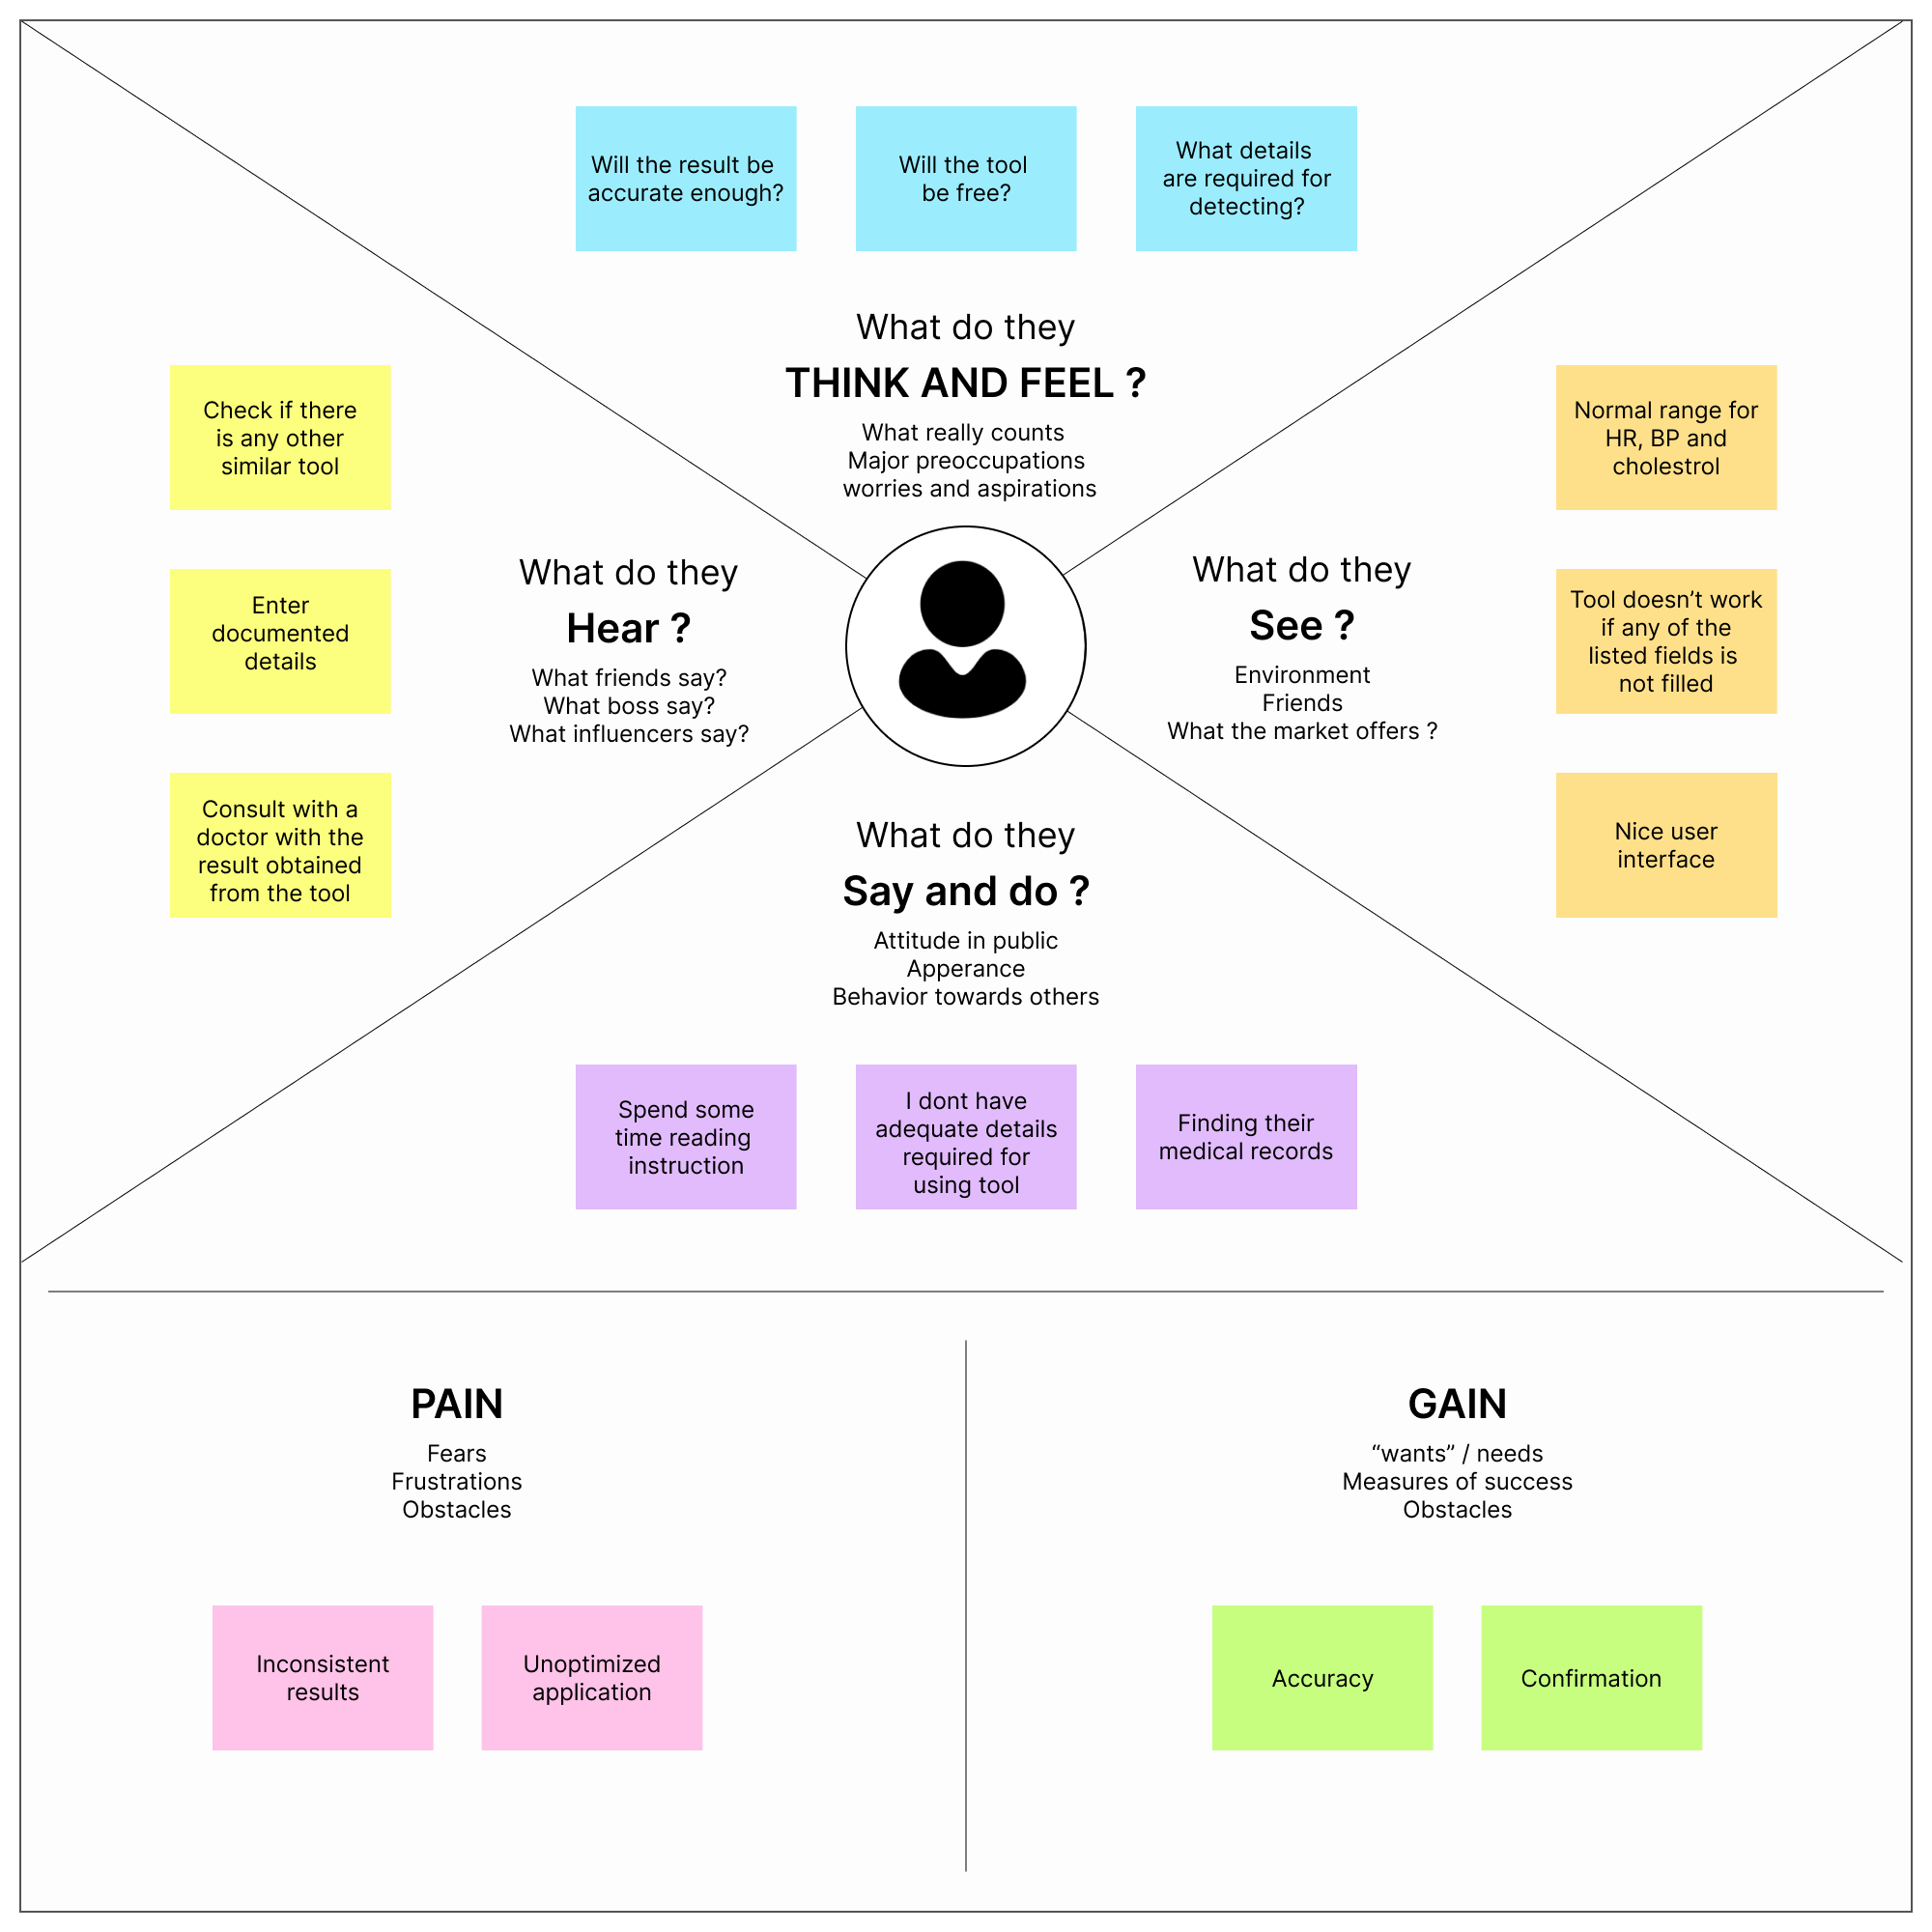 Will the result be
accurate enough?
Will the tool
be free?
What details
are required for
detecting?
What do they
THINK AND FEEL ?
What really counts
Major preoccupations
worries and aspirations
Check if there
is any other
similar tool
Enter
documented
details
Consult with a
doctor with the
result obtained
from the tool
What do they
Hear ?
What friends say?
What boss say?
What influencers say?
What do they
See ?
Environment
Friends
What the market offers ?
Normal range for
HR, BP and
cholestrol
Tool doesn’t work
if any of the
listed fields is
not filled
Nice user
interface
What do they
Say and do ?
Attitude in public
Apperance
Behavior towards others
Spend some
time reading
instruction
I dont have
adequate details
required for
using tool
Finding their
medical records
PAIN
Fears
Frustrations
Obstacles
Inconsistent
results
Unoptimized
application
GAIN
“wants” / needs
Measures of success
Obstacles
Accuracy
Confirmation